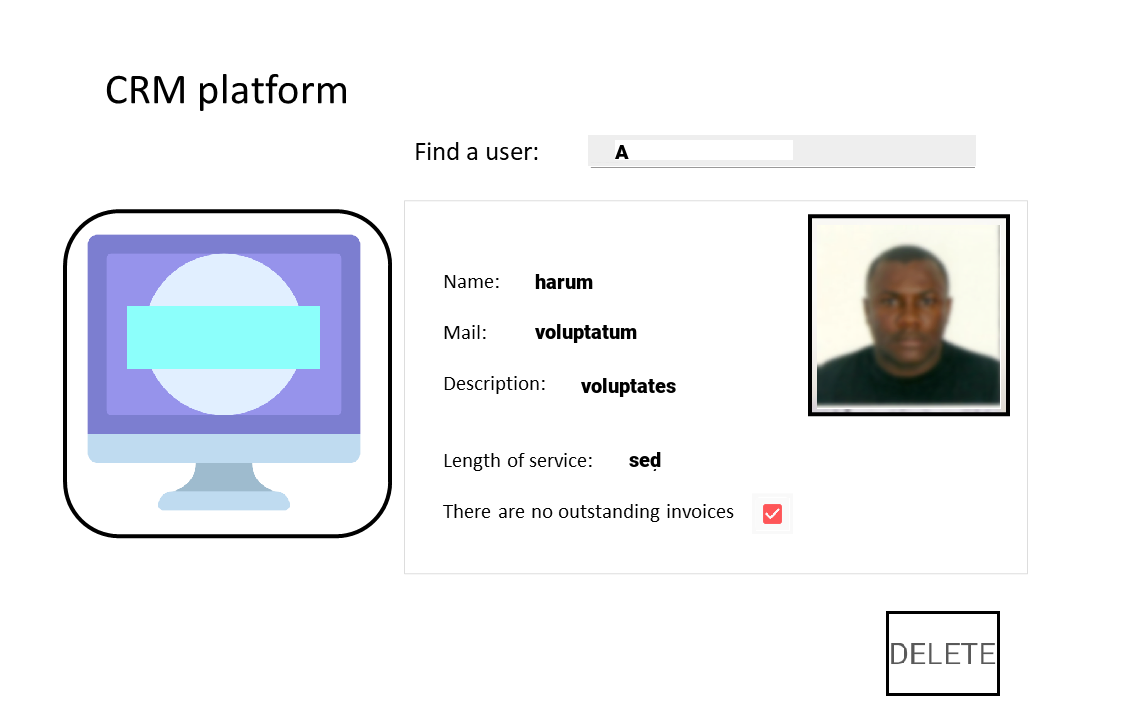 CRM platform
Find a user: A
Name: harum
Mail: voluptatum
Description: voluptates
Length of service: sed
There are no outstanding invoices
DELETE